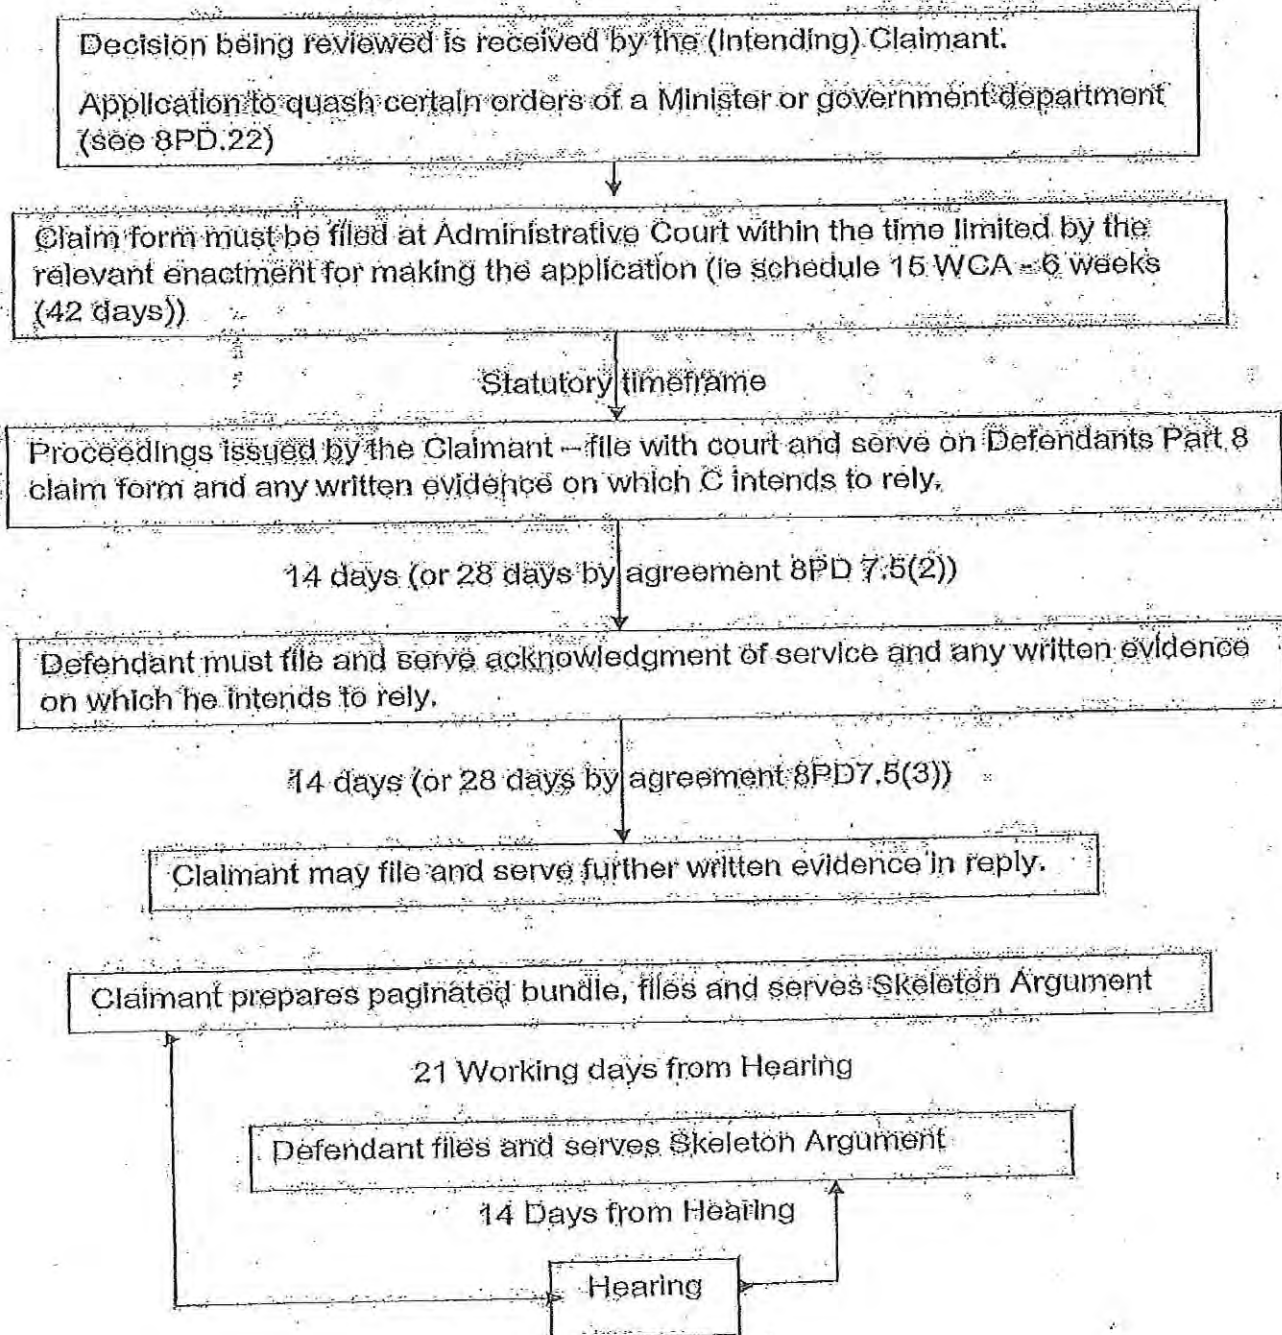 Decision being reviewed is received by the (Intending) Claimant.
Application to quash certain orders of a Minister or government department
(see 8PD.22)
Claim form must be filed at Administrative Court within the time limited by the
relevant enactment for making the application (ie schedule 15 WCA = 6 weeks
(42 days))
Statutory timeframe
Proceedings issued by the Claimant – file with court and serve on Defendants Part 8
claim form and any written evidence on which C intends to rely.
14 days (or 28 days by agreement 8PD 7.5(2))
Defendant must file and serve acknowledgment of service and any written evidence
on which he intends to rely.
14 days (or 28 days by agreement 8PD7.5(3))
Claimant may file and serve further written evidence in reply.
Claimant prepares paginated bundle, files and serves Skeleton Argument
21 Working days from Hearing
Defendant files and serves Skeleton Argument
14 Days from Hearing
Hearing